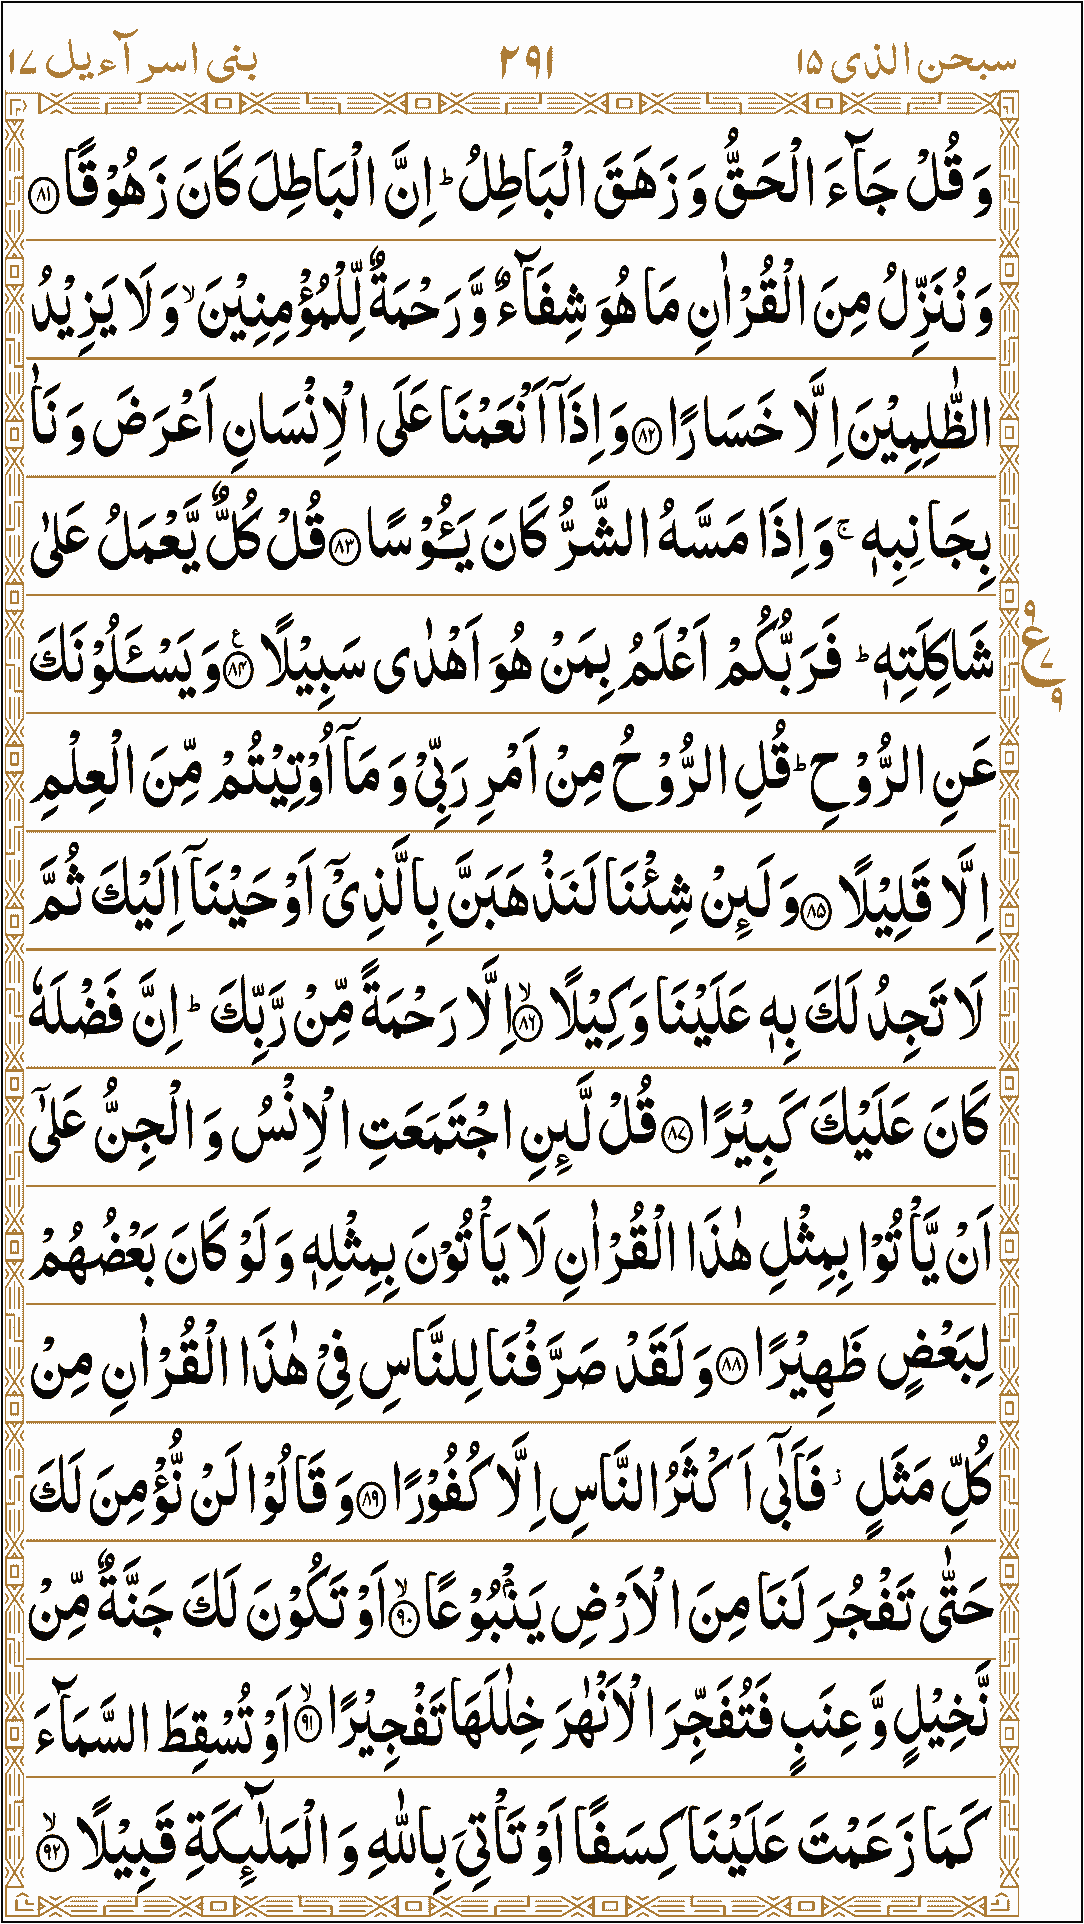 سبحن الذی ۱۵ ۲۹۱ بنی اسرآءیل ۱۷
وَ قُلْ جَآءَ الْحَقُّ وَ زَهَقَ الْبَاطِلُ ؕ اِنَّ الْبَاطِلَ كَانَ زَهُوْقًا ﴿۸۱﴾
وَ نُنَزِّلُ مِنَ الْقُرْاٰنِ مَا هُوَ شِفَآءٌ وَّ رَحْمَةٌ لِّلْمُؤْمِنِيْنَ ۙ وَ لَا يَزِيْدُ
الظّٰلِمِيْنَ اِلَّا خَسَارًا ﴿۸۲﴾ وَ اِذَاۤ اَنْعَمْنَا عَلَى الْاِنْسَانِ اَعْرَضَ وَ نَاٰ
بِجَانِبِهٖ ۚ وَ اِذَا مَسَّهُ الشَّرُّ كَانَ يَـُٔوْسًا ﴿۸۳﴾ قُلْ كُلٌّ يَّعْمَلُ عَلٰى
شَاكِلَتِهٖ ؕ فَرَبُّكُمْ اَعْلَمُ بِمَنْ هُوَ اَهْدٰى سَبِيْلًا ﴿۸۴﴾ ع وَ يَسْـَٔلُوْنَكَ
۹ ع ۷ ۹
عَنِ الرُّوْحِ ؕ قُلِ الرُّوْحُ مِنْ اَمْرِ رَبِّيْ وَ مَاۤ اُوْتِيْتُمْ مِّنَ الْعِلْمِ
اِلَّا قَلِيْلًا ﴿۸۵﴾ وَ لَىِٕنْ شِئْنَا لَنَذْهَبَنَّ بِالَّذِيْۤ اَوْحَيْنَاۤ اِلَيْكَ ثُمَّ
لَا تَجِدُ لَكَ بِهٖ عَلَيْنَا وَكِيْلًا ﴿۸۶﴾ ۙ اِلَّا رَحْمَةً مِّنْ رَّبِّكَ ؕ اِنَّ فَضْلَهٗ
كَانَ عَلَيْكَ كَبِيْرًا ﴿۸۷﴾ قُلْ لَّىِٕنِ اجْتَمَعَتِ الْاِنْسُ وَ الْجِنُّ عَلٰۤى
اَنْ يَّاْتُوْا بِمِثْلِ هٰذَا الْقُرْاٰنِ لَا يَاْتُوْنَ بِمِثْلِهٖ وَ لَوْ كَانَ بَعْضُهُمْ
لِبَعْضٍ ظَهِيْرًا ﴿۸۸﴾ وَ لَقَدْ صَرَّفْنَا لِلنَّاسِ فِيْ هٰذَا الْقُرْاٰنِ مِنْ
كُلِّ مَثَلٍ ؗ فَاَبٰۤى اَكْثَرُ النَّاسِ اِلَّا كُفُوْرًا ﴿۸۹﴾ وَ قَالُوْا لَنْ نُّؤْمِنَ لَكَ
حَتّٰى تَفْجُرَ لَنَا مِنَ الْاَرْضِ يَنْۢبُوْعًا ﴿۹۰﴾ ۙ اَوْ تَكُوْنَ لَكَ جَنَّةٌ مِّنْ
نَّخِيْلٍ وَّ عِنَبٍ فَتُفَجِّرَ الْاَنْهٰرَ خِلٰلَهَا تَفْجِيْرًا ﴿۹۱﴾ ۙ اَوْ تُسْقِطَ السَّمَآءَ
كَمَا زَعَمْتَ عَلَيْنَا كِسَفًا اَوْ تَاْتِيَ بِاللّٰهِ وَ الْمَلٰٓىِٕكَةِ قَبِيْلًا ﴿۹۲﴾ ۙ